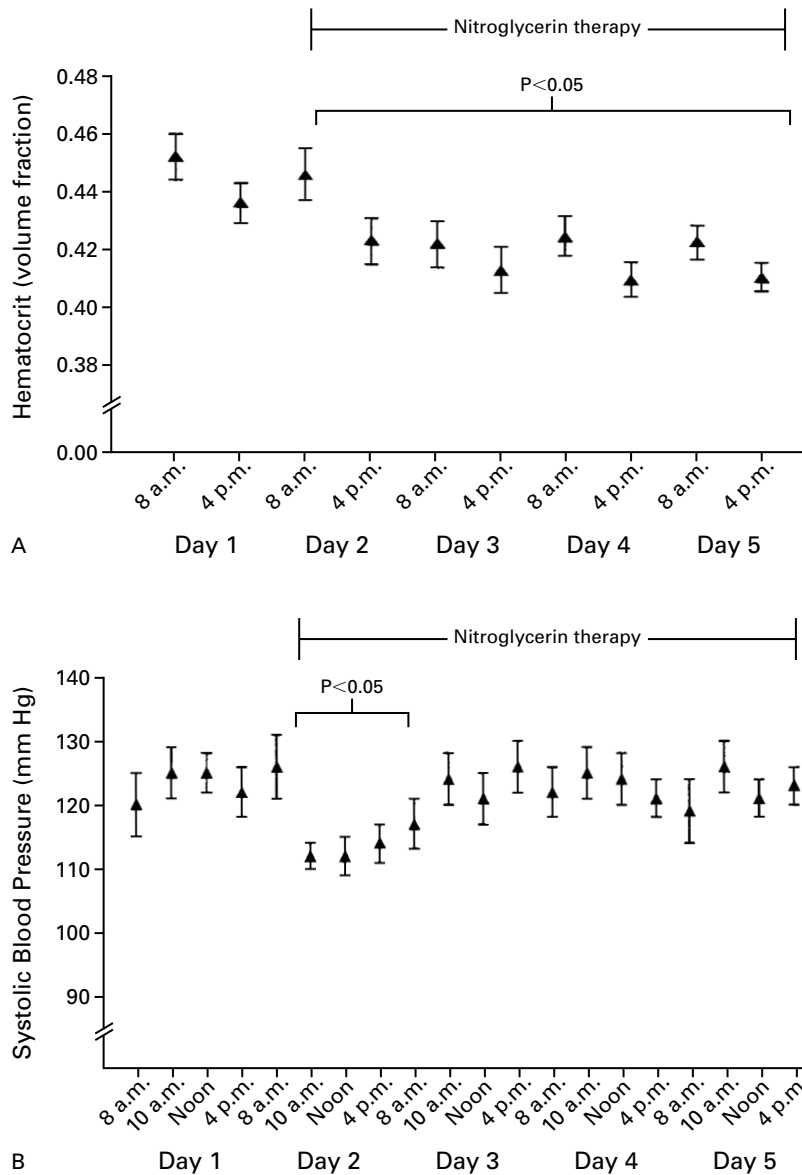 Nitroglycerin therapy
P<0.05
Hematocrit (volume fraction)
0.48
0.46
0.44
0.42
0.40
0.38
0.00
8 a.m.
4 p.m.
8 a.m.
4 p.m.
8 a.m.
4 p.m.
8 a.m.
4 p.m.
8 a.m.
4 p.m.
A
Day 1
Day 2
Day 3
Day 4
Day 5
Nitroglycerin therapy
P<0.05
Systolic Blood Pressure (mm Hg)
140
130
120
110
100
90
8 a.m.
10 a.m.
Noon
4 p.m.
8 a.m.
10 a.m.
Noon
4 p.m.
8 a.m.
10 a.m.
Noon
4 p.m.
8 a.m.
10 a.m.
Noon
4 p.m.
8 a.m.
10 a.m.
Noon
4 p.m.
B
Day 1
Day 2
Day 3
Day 4
Day 5